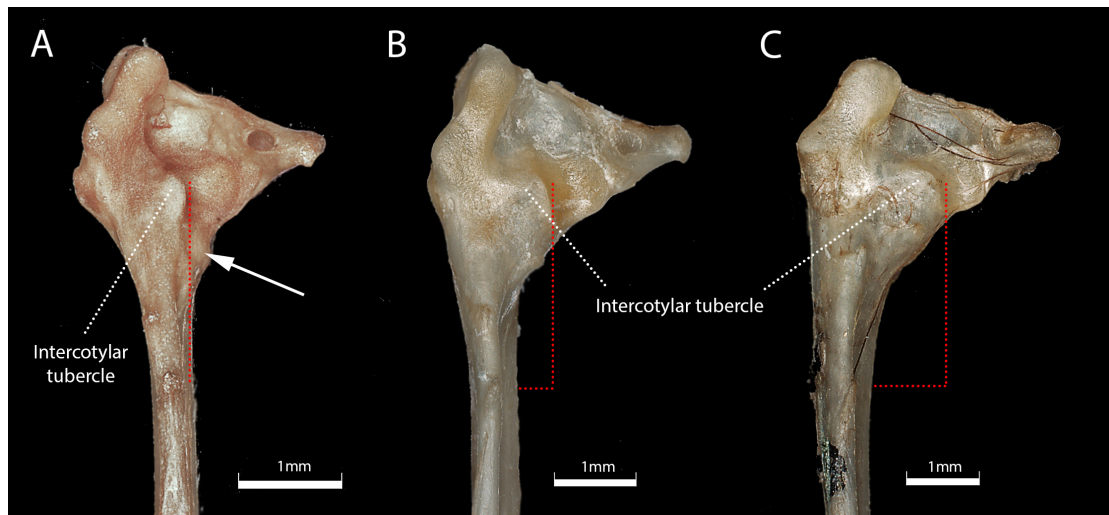 A
B
C
Intercotylar
tubercle
Intercotylar tubercle
1mm
1mm
1mm